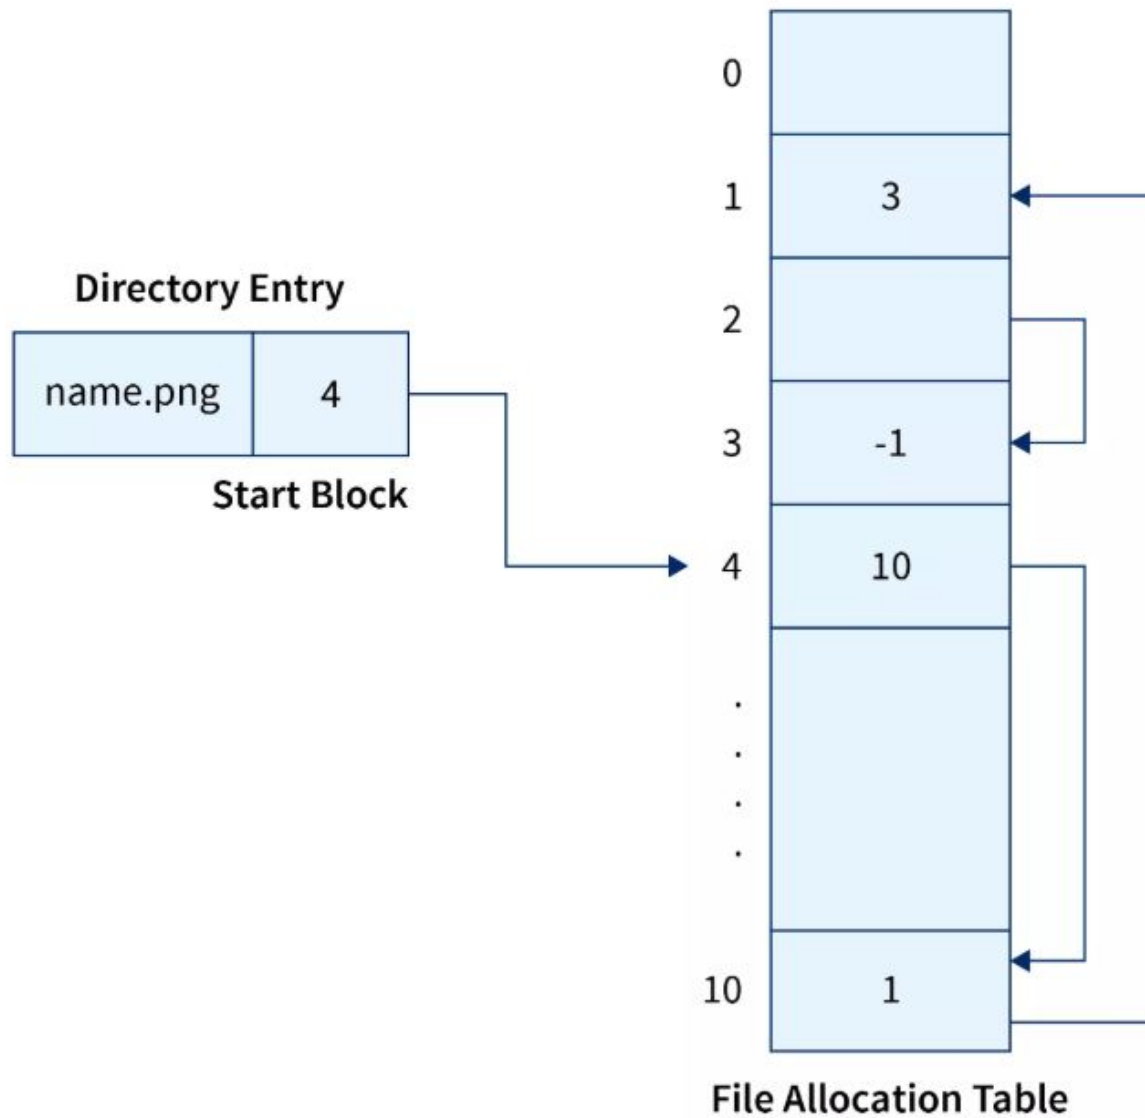 0
1 3
Directory Entry
2
name.png 4
3 -1
Start Block
4 10
.
.
.
.
10 1
File Allocation Table